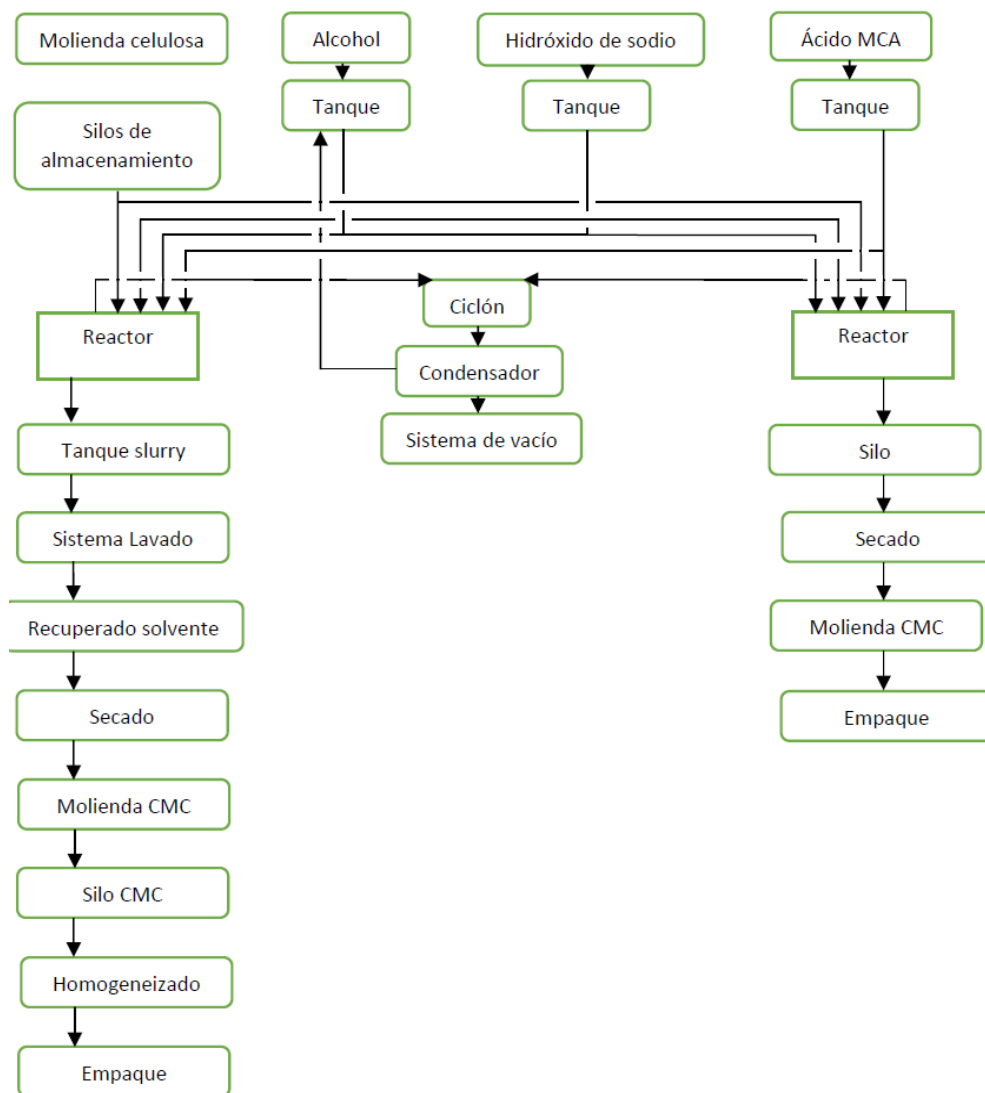 Molienda celulosa
Alcohol
Hidróxido de sodio
Ácido MCA
Tanque
Tanque
Tanque
Silos de
almacenamiento
Reactor
Ciclón
Reactor
Condensador
Sistema de vacío
Tanque slurry
Silo
Sistema Lavado
Secado
Recuperado solvente
Molienda CMC
Secado
Empaque
Molienda CMC
Silo CMC
Homogeneizado
Empaque